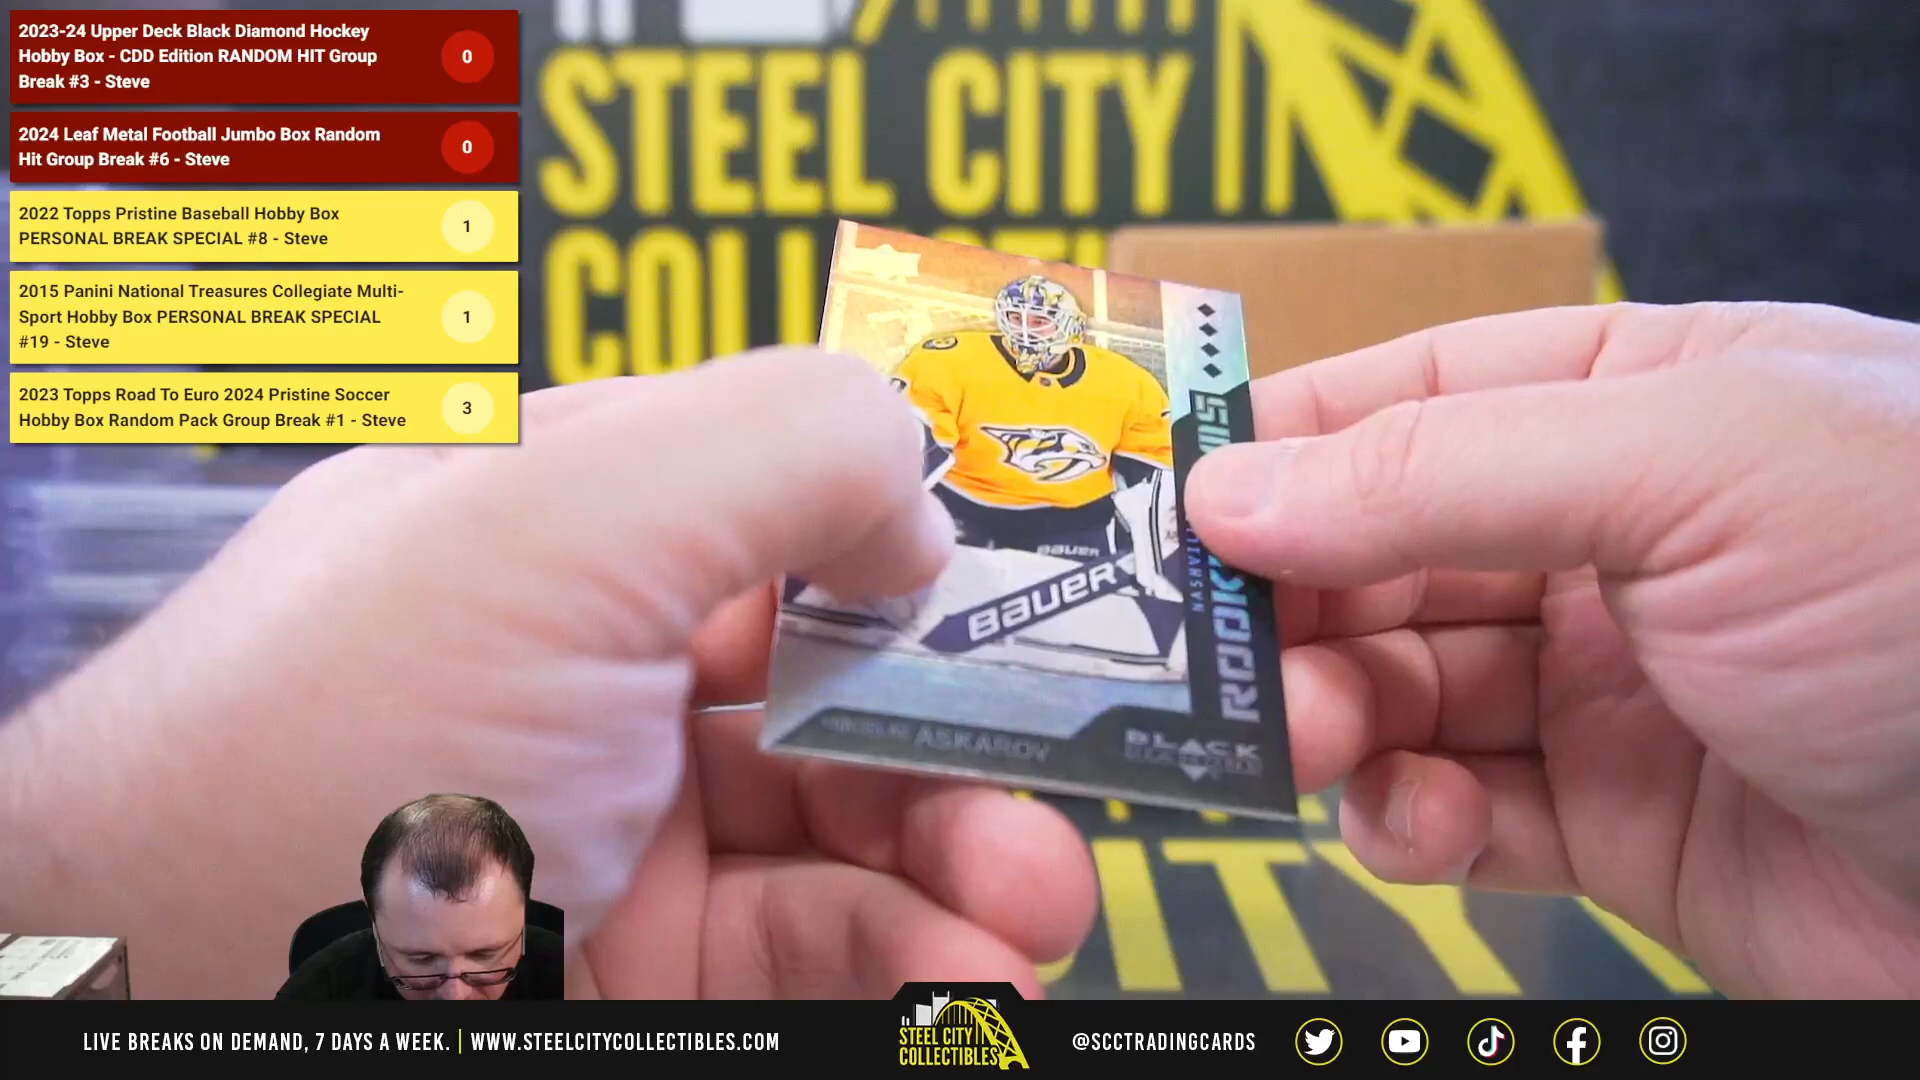 2023-24 Upper Deck Black Diamond Hockey
Hobby Box - CDD Edition RANDOM HIT Group
Break #3 - Steve
0
2024 Leaf Metal Football Jumbo Box Random
Hit Group Break #6 - Steve
0
2022 Topps Pristine Baseball Hobby Box
PERSONAL BREAK SPECIAL #8 - Steve
1
2015 Panini National Treasures Collegiate Multi-
Sport Hobby Box PERSONAL BREAK SPECIAL
#19 - Steve
1
2023 Topps Road To Euro 2024 Pristine Soccer
Hobby Box Random Pack Group Break #1 - Steve
3
STEEL CITY
BAUER
BAUER
ASKAROV
BLACK
LIVE BREAKS ON DEMAND, 7 DAYS A WEEK. | WWW.STEELCITYCOLLECTIBLES.COM
STEEL CITY
COLLECTIBLES
@SCCTRADINGCARDS